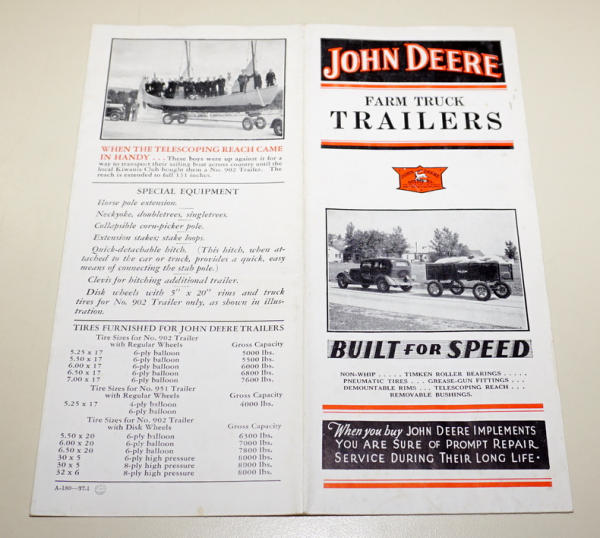 WHEN THE TELESCOPING REACH CAME
IN HANDY . . . These boys were up against it for a
way to transport their sailing boat across country until the
local Kiwanis Club bought them a No. 902 Trailer. The
reach is extended to full 151 inches.
SPECIAL EQUIPMENT
Horse pole extension.
Neckyoke, doubletrees, singletrees.
Collapsible corn-picker pole.
Extension stakes; stake hoops.
Quick-detachable hitch. (This hitch, when at-
tached to the car or truck, provides a quick, easy
means of connecting the stub pole.)
Clevis for hitching additional trailer.
Disk wheels with 5" x 20" rims and truck
tires for No. 902 Trailer only, as shown in illus-
tration.
TIRES FURNISHED FOR JOHN DEERE TRAILERS
Tire Sizes for No. 902 Trailer
with Regular Wheels Gross Capacity
5.25 x 17 6-ply balloon 5000 lbs.
5.50 x 17 6-ply balloon 5500 lbs.
6.00 x 17 6-ply balloon 6000 lbs.
6.50 x 17 6-ply balloon 6800 lbs.
7.00 x 17 6-ply balloon 7600 lbs.
Tire Sizes for No. 951 Trailer
with Regular Wheels Gross Capacity
5.25 x 17 4-ply balloon 4000 lbs.
6-ply balloon
Tire Sizes for No. 902 Trailer
with Disk Wheels Gross Capacity
5.50 x 20 6-ply balloon 6300 lbs.
6.00 x 20 6-ply balloon 7000 lbs.
6.50 x 20 6-ply balloon 7800 lbs.
30 x 5 6-ply high pressure 8000 lbs.
30 x 5 8-ply high pressure 8000 lbs.
32 x 6 8-ply high pressure 8000 lbs.
A-180—37-1
JOHN DEERE
FARM TRUCK
TRAILERS
JOHN DEERE
BUILT FOR SPEED
NON-WHIP . . . . . TIMKEN ROLLER BEARINGS . . . . .
PNEUMATIC TIRES . . . GREASE-GUN FITTINGS . . .
DEMOUNTABLE RIMS . . . TELESCOPING REACH . . .
REMOVABLE BUSHINGS.
When you buy JOHN DEERE IMPLEMENTS
YOU ARE SURE OF PROMPT REPAIR
SERVICE DURING THEIR LONG LIFE.